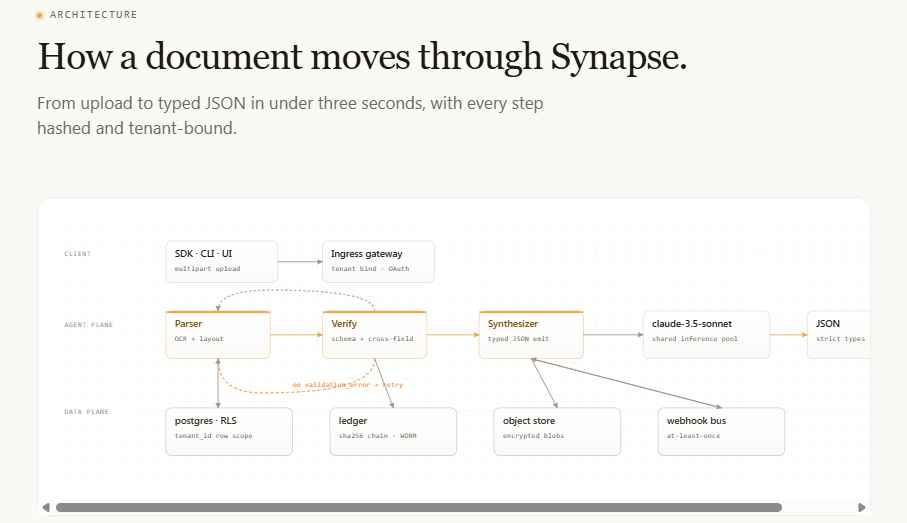 ARCHITECTURE
How a document moves through Synapse.
From upload to typed JSON in under three seconds, with every step
hashed and tenant-bound.
CLIENT
SDK · CLI · UI
multipart upload
Ingress gateway
tenant bind · OAuth
AGENT PLANE
Parser
OCR + layout
Verify
schema + cross-field
Synthesizer
typed JSON emit
claude-3.5-sonnet
shared inference pool
JSON
strict types
on validation error → retry
DATA PLANE
postgres · RLS
tenant_id row scope
ledger
sha256 chain · WORM
object store
encrypted blobs
webhook bus
at-least-once